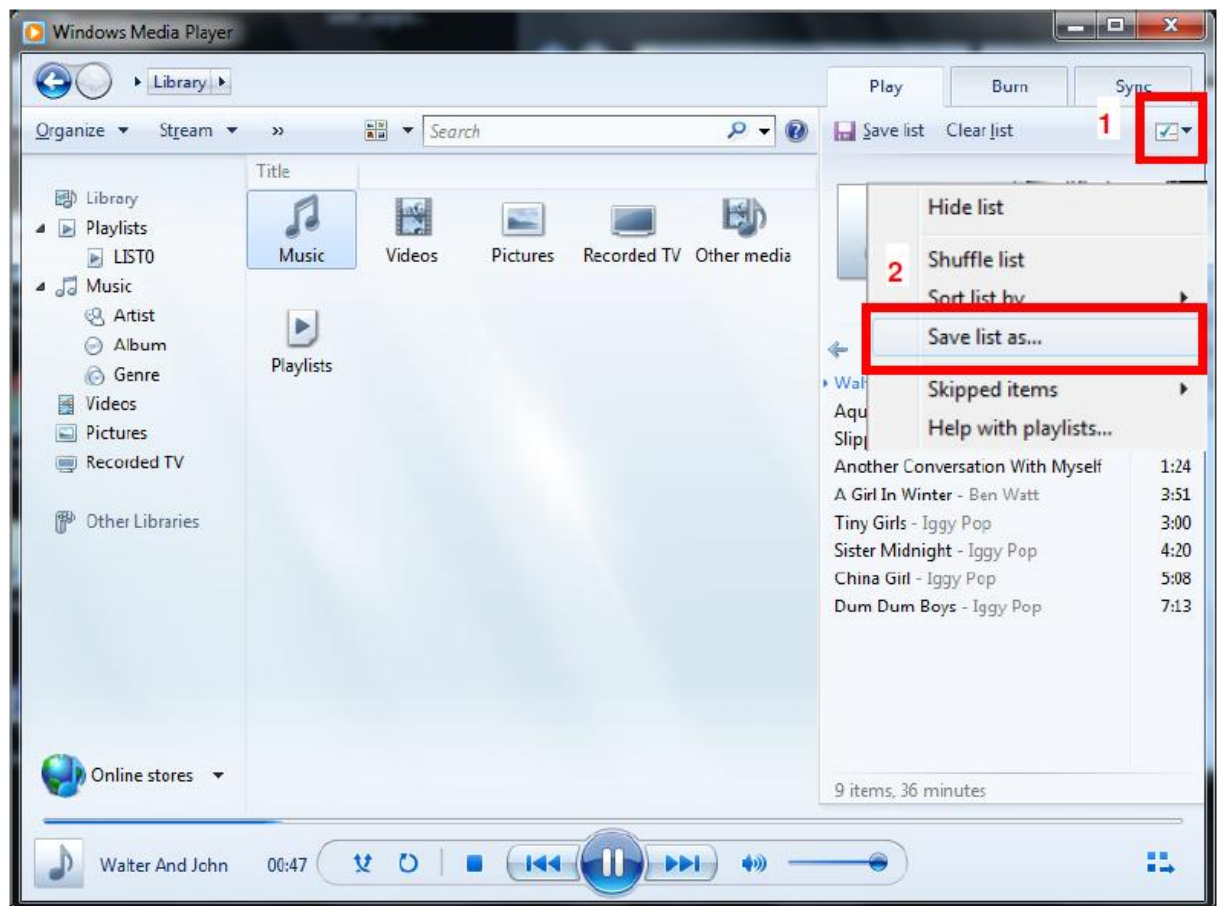 Windows Media Player
Library
Play Burn Sync
Organize Stream » Search
Save list Clear list
1
Title
Library
Playlists
LIST0
Music
Artist
Album
Genre
Videos
Pictures
Recorded TV
Other Libraries
Music Videos Pictures Recorded TV Other media
Playlists
Hide list
Shuffle list
2
Sort list by
Save list as...
Skipped items
Help with playlists...
Another Conversation With Myself 1:24
A Girl In Winter - Ben Watt 3:51
Tiny Girls - Iggy Pop 3:00
Sister Midnight - Iggy Pop 4:20
China Girl - Iggy Pop 5:08
Dum Dum Boys - Iggy Pop 7:13
Online stores
9 items, 36 minutes
Walter And John 00:47